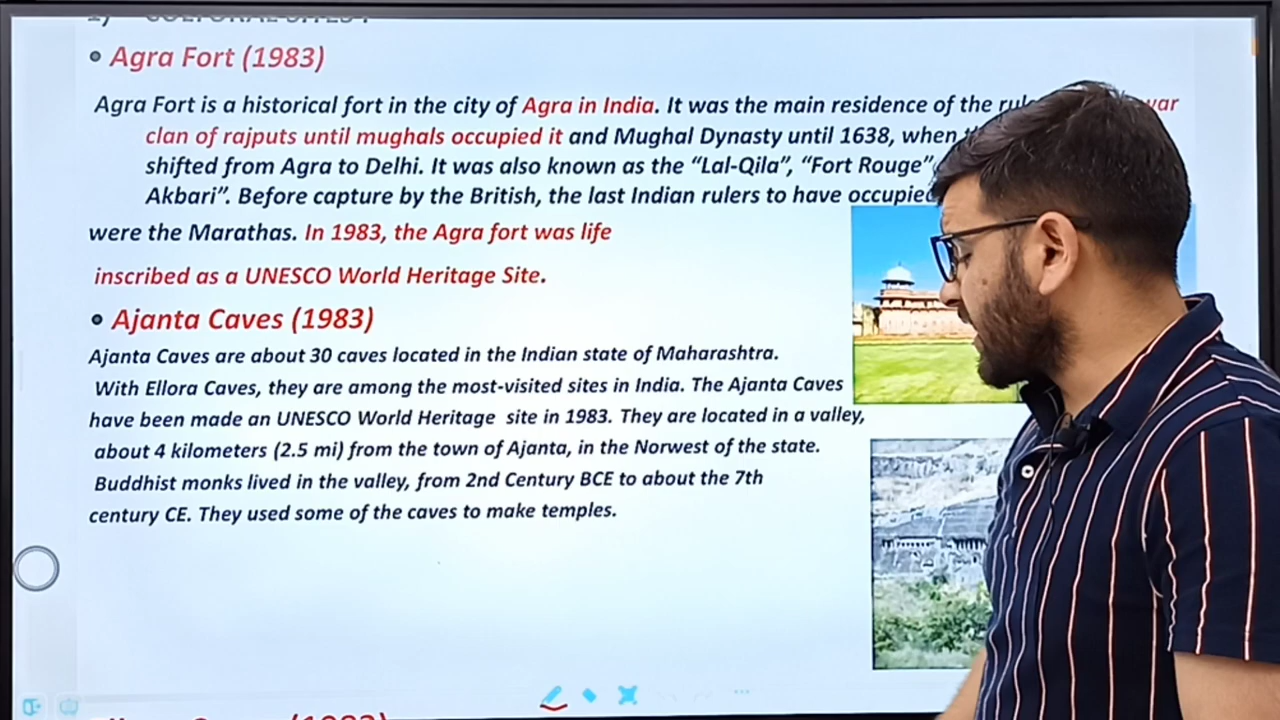 • Agra Fort (1983)
Agra Fort is a historical fort in the city of Agra in India. It was the main residence of the
clan of rajputs until mughals occupied it and Mughal Dynasty until 1638, when
shifted from Agra to Delhi. It was also known as the “Lal-Qila”, “Fort Rouge”
Akbari”. Before capture by the British, the last Indian rulers to have
were the Marathas. In 1983, the Agra fort was life
inscribed as a UNESCO World Heritage Site.
• Ajanta Caves (1983)
Ajanta Caves are about 30 caves located in the Indian state of Maharashtra.
With Ellora Caves, they are among the most-visited sites in India. The Ajanta Caves
have been made an UNESCO World Heritage site in 1983. They are located in a valley,
about 4 kilometers (2.5 mi) from the town of Ajanta, in the Norwest of the state.
Buddhist monks lived in the valley, from 2nd Century BCE to about the 7th
century CE. They used some of the caves to make temples.